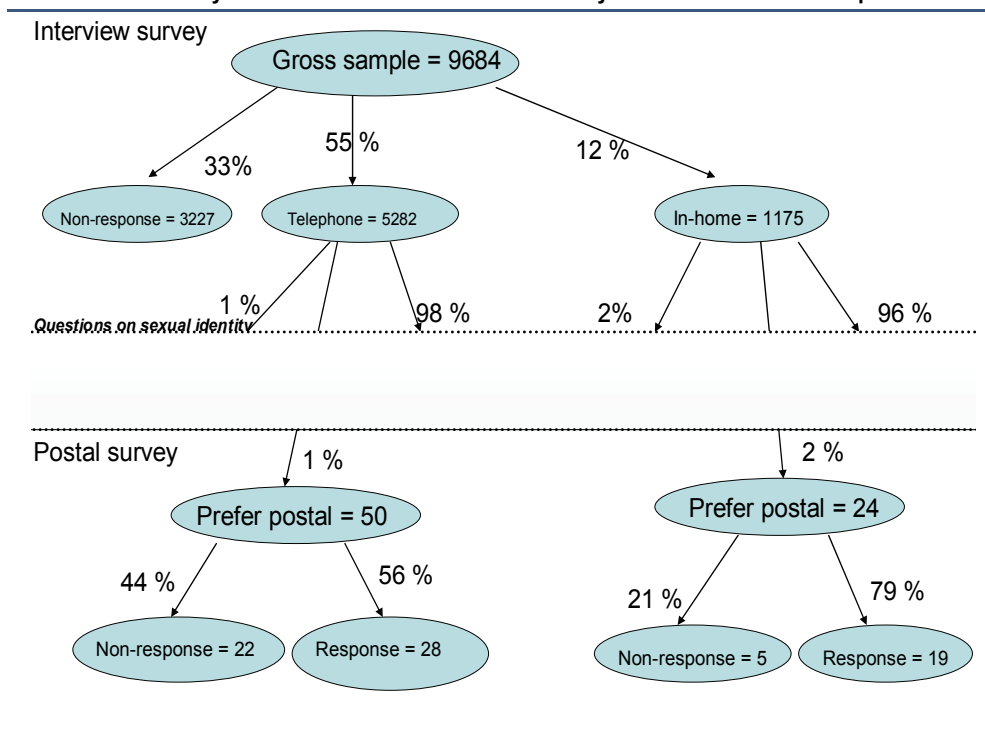 Interview survey
Gross sample = 9684
33%
55 %
12 %
Non-response = 3227
Telephone = 5282
In-home = 1175
1 %
98 %
2%
96 %
Questions on sexual identity
Postal survey
1 %
2 %
Prefer postal = 50
Prefer postal = 24
44 %
56 %
21 %
79 %
Non-response = 22
Response = 28
Non-response = 5
Response = 19